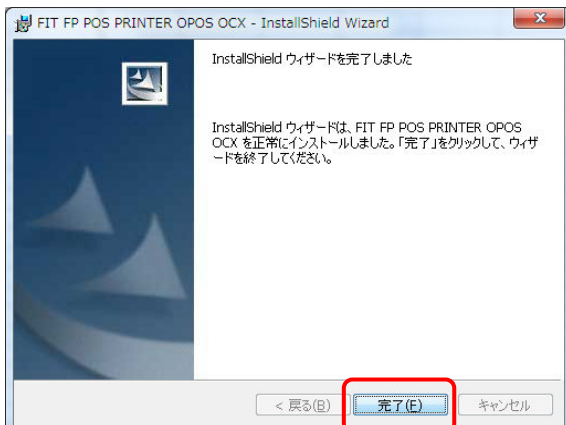 FIT FP POS PRINTER OPOS OCX - InstallShield Wizard
InstallShield ウィザードを完了しました
InstallShield ウィザードは、FIT FP POS PRINTER OPOS
OCX を正常にインストールしました。「完了」をクリックして、ウィザ
ードを終了してください。
< 戻る(B)
完了(F)
キャンセル